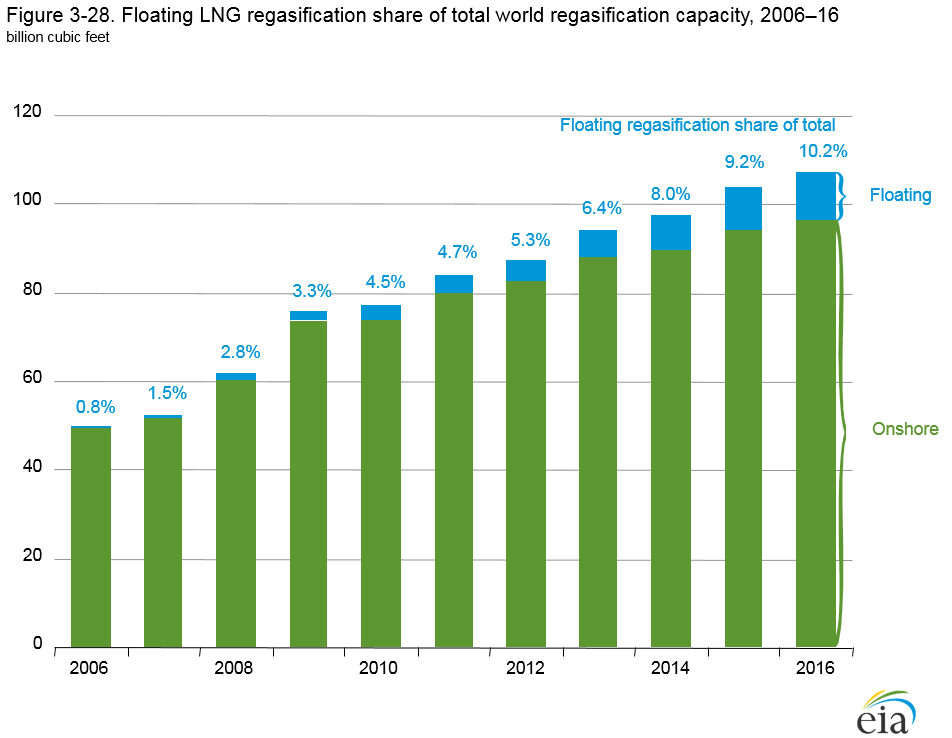 Figure 3-28. Floating LNG regasification share of total world regasification capacity, 2006–16
billion cubic feet
120
Floating regasification share of total
10.2%
9.2%
8.0%
Floating
100
6.4%
5.3%
4.7%
4.5%
3.3%
80
2.8%
60
1.5%
0.8%
Onshore
40
20
0
2006 2008 2010 2012 2014 2016
eia